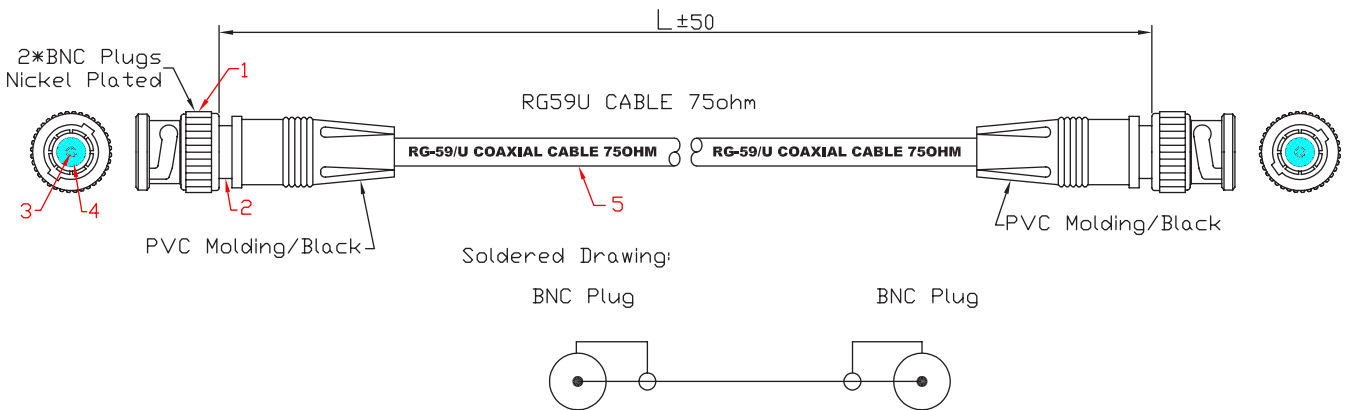 L±50
2*BNC Plugs
Nickel Plated
1
RG59U CABLE 75ohm
RG-59/U COAXIAL CABLE 75OHM
RG-59/U COAXIAL CABLE 75OHM
3
4
2
5
PVC Molding/Black
PVC Molding/Black
Soldered Drawing:
BNC Plug
BNC Plug